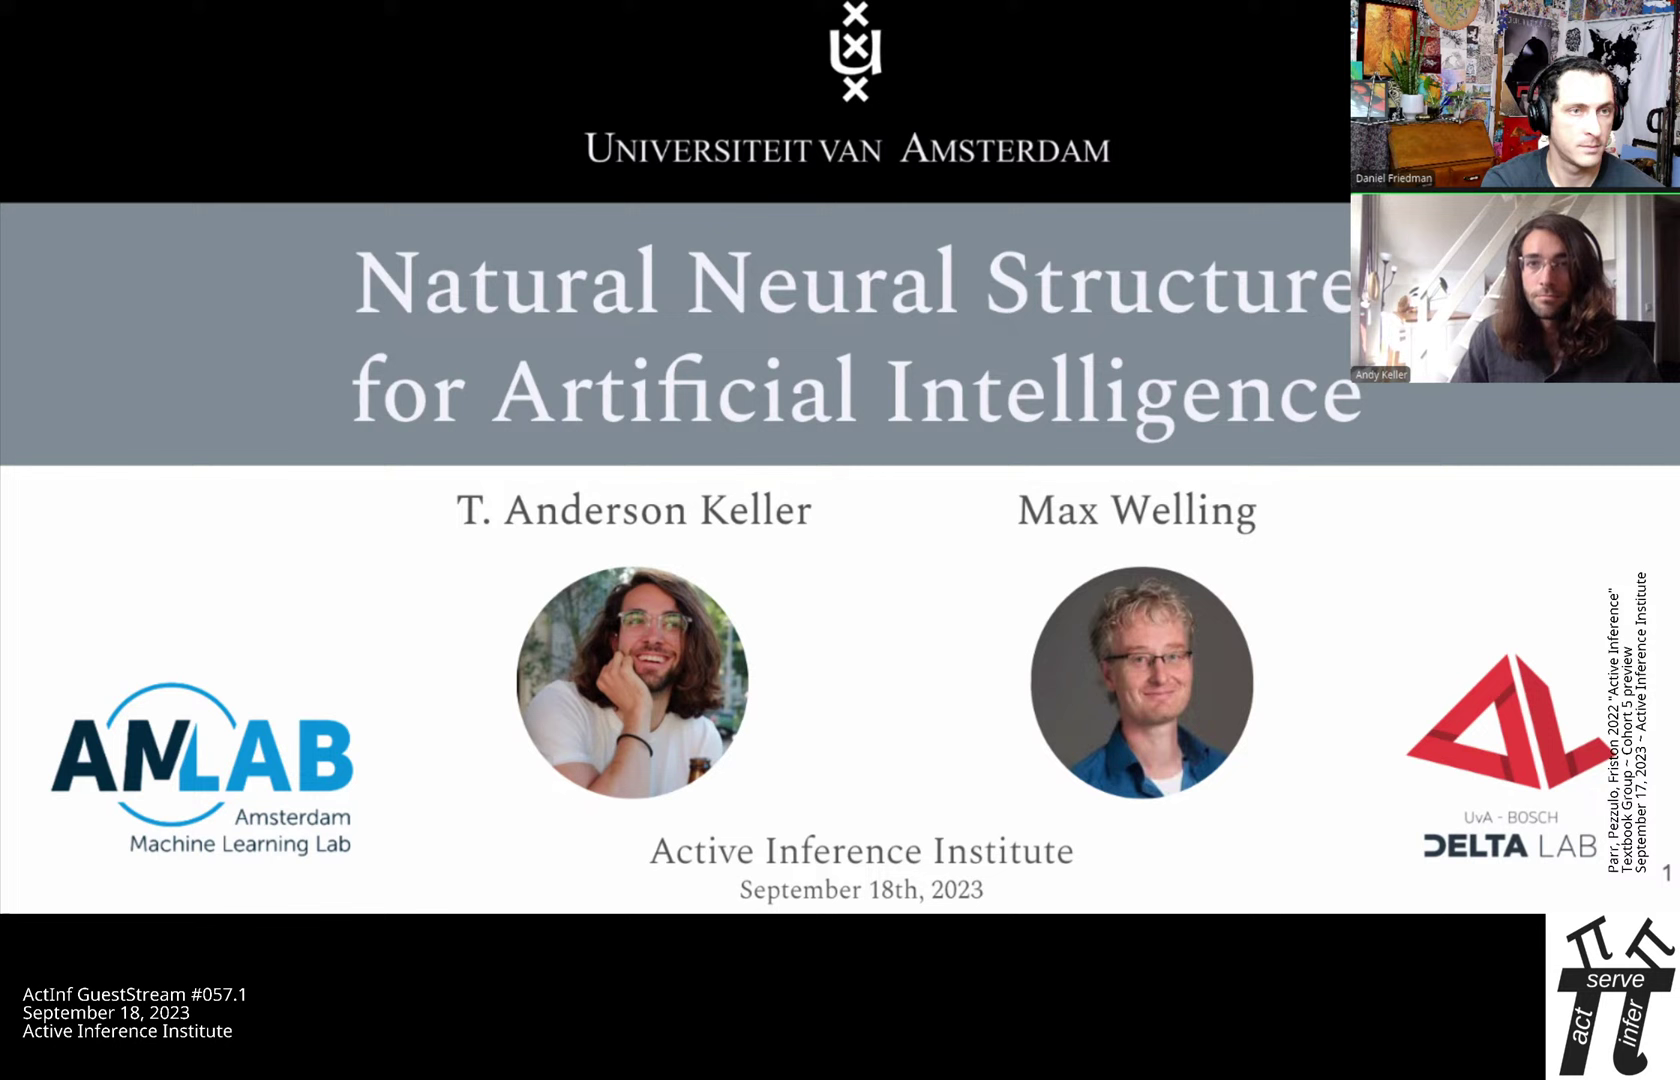 UNIVERSITEIT VAN AMSTERDAM
Natural Neural Structure
for Artificial Intelligence
Daniel Friedman
Andy Keller
T. Anderson Keller
Max Welling
AMLAB
Amsterdam
Machine Learning Lab
UvA - BOSCH
DELTA LAB
Active Inference Institute
September 18th, 2023
Parr, Pezzulo, Friston 2022 "Active Inference"
Textbook Group ~ Cohort 5 preview
September 17, 2023 ~ Active Inference Institute
1
ActInf GuestStream #057.1
September 18, 2023
Active Inference Institute
π π
serve
act
infer